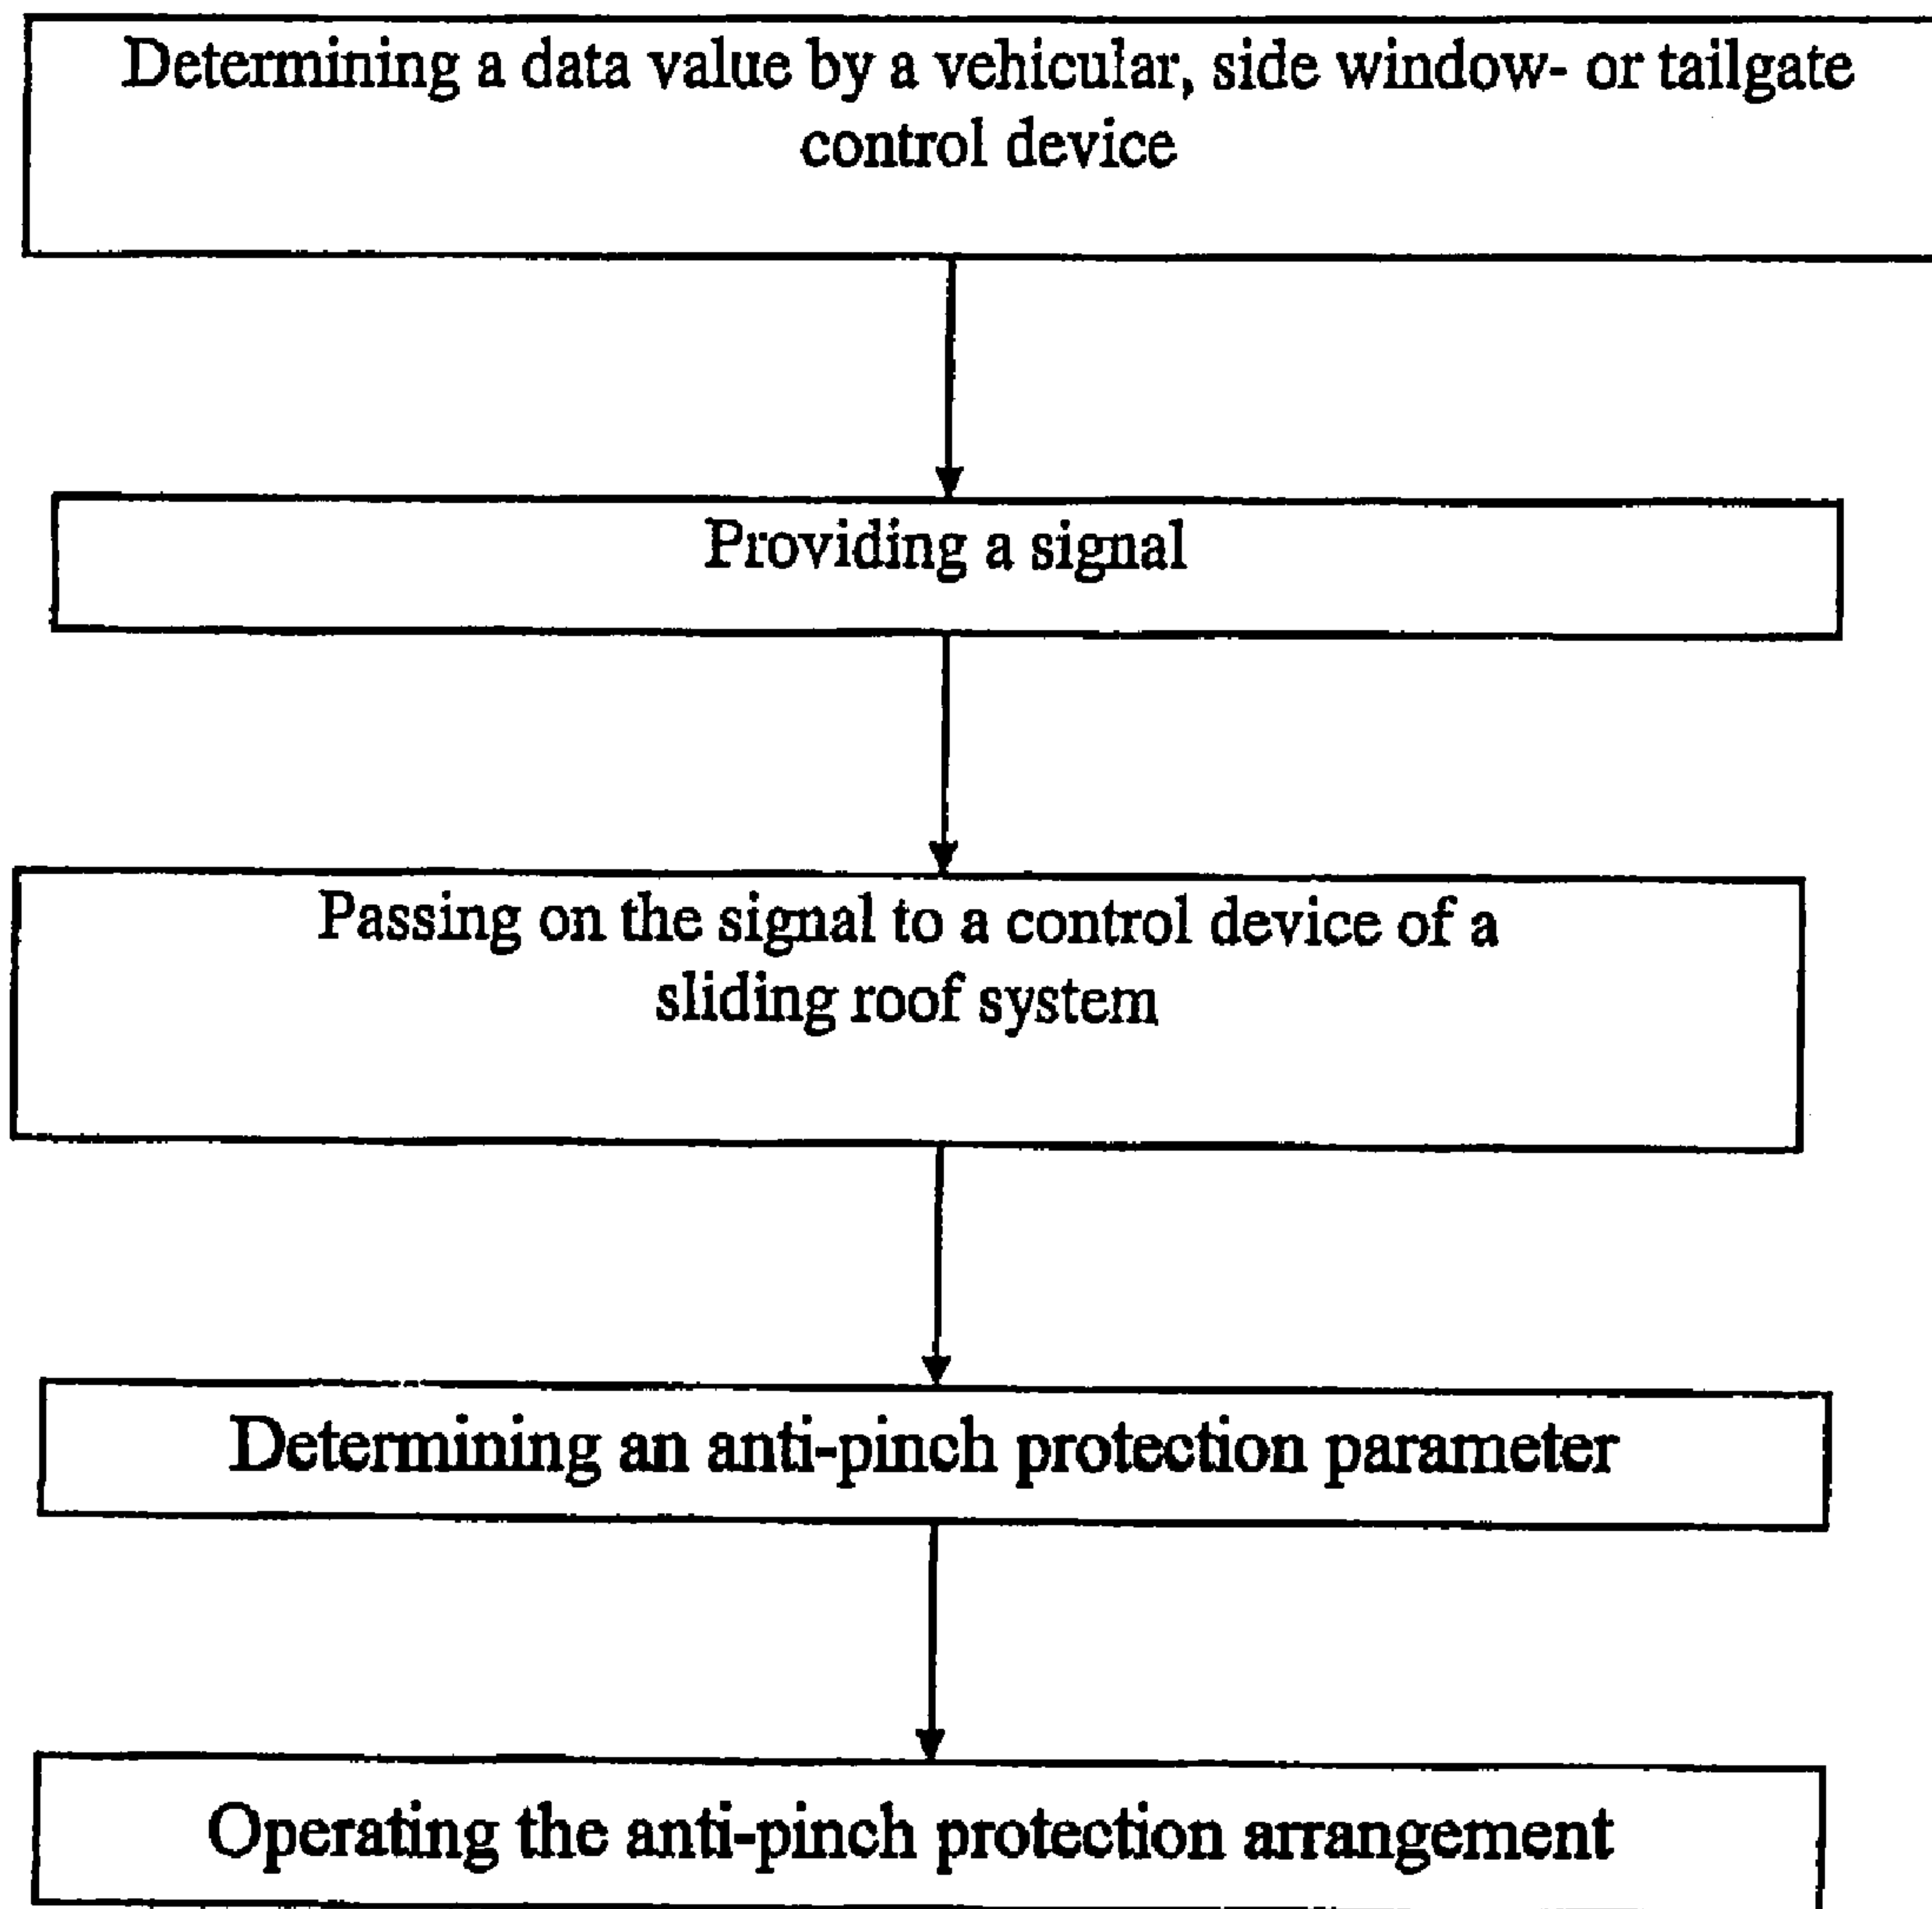 Determining a data value by a vehicular, side window- or tailgate
control device
Providing a signal
Passing on the signal to a control device of a
sliding roof system
Determining an anti-pinch protection parameter
Operating the anti-pinch protection arrangement